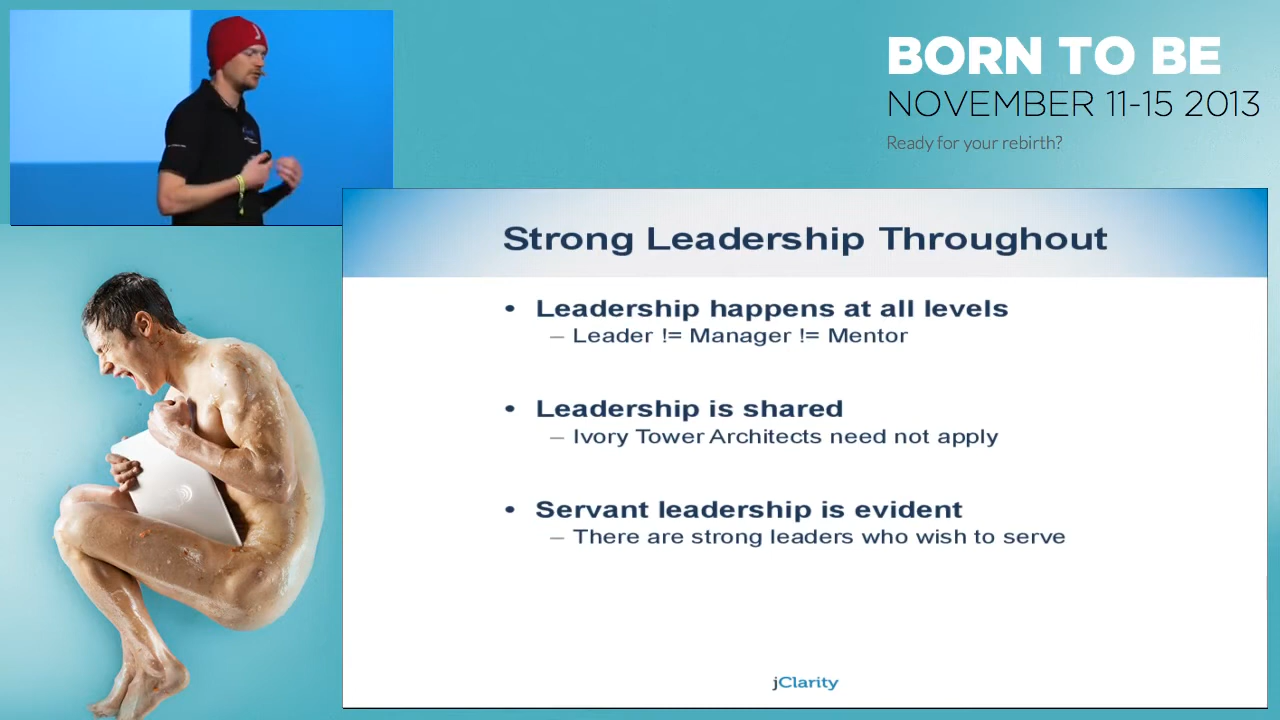 BORN TO BE
NOVEMBER 11-15 2013
Ready for your rebirth?
Strong Leadership Throughout
• Leadership happens at all levels
– Leader != Manager != Mentor
• Leadership is shared
– Ivory Tower Architects need not apply
• Servant leadership is evident
– There are strong leaders who wish to serve
jClarity